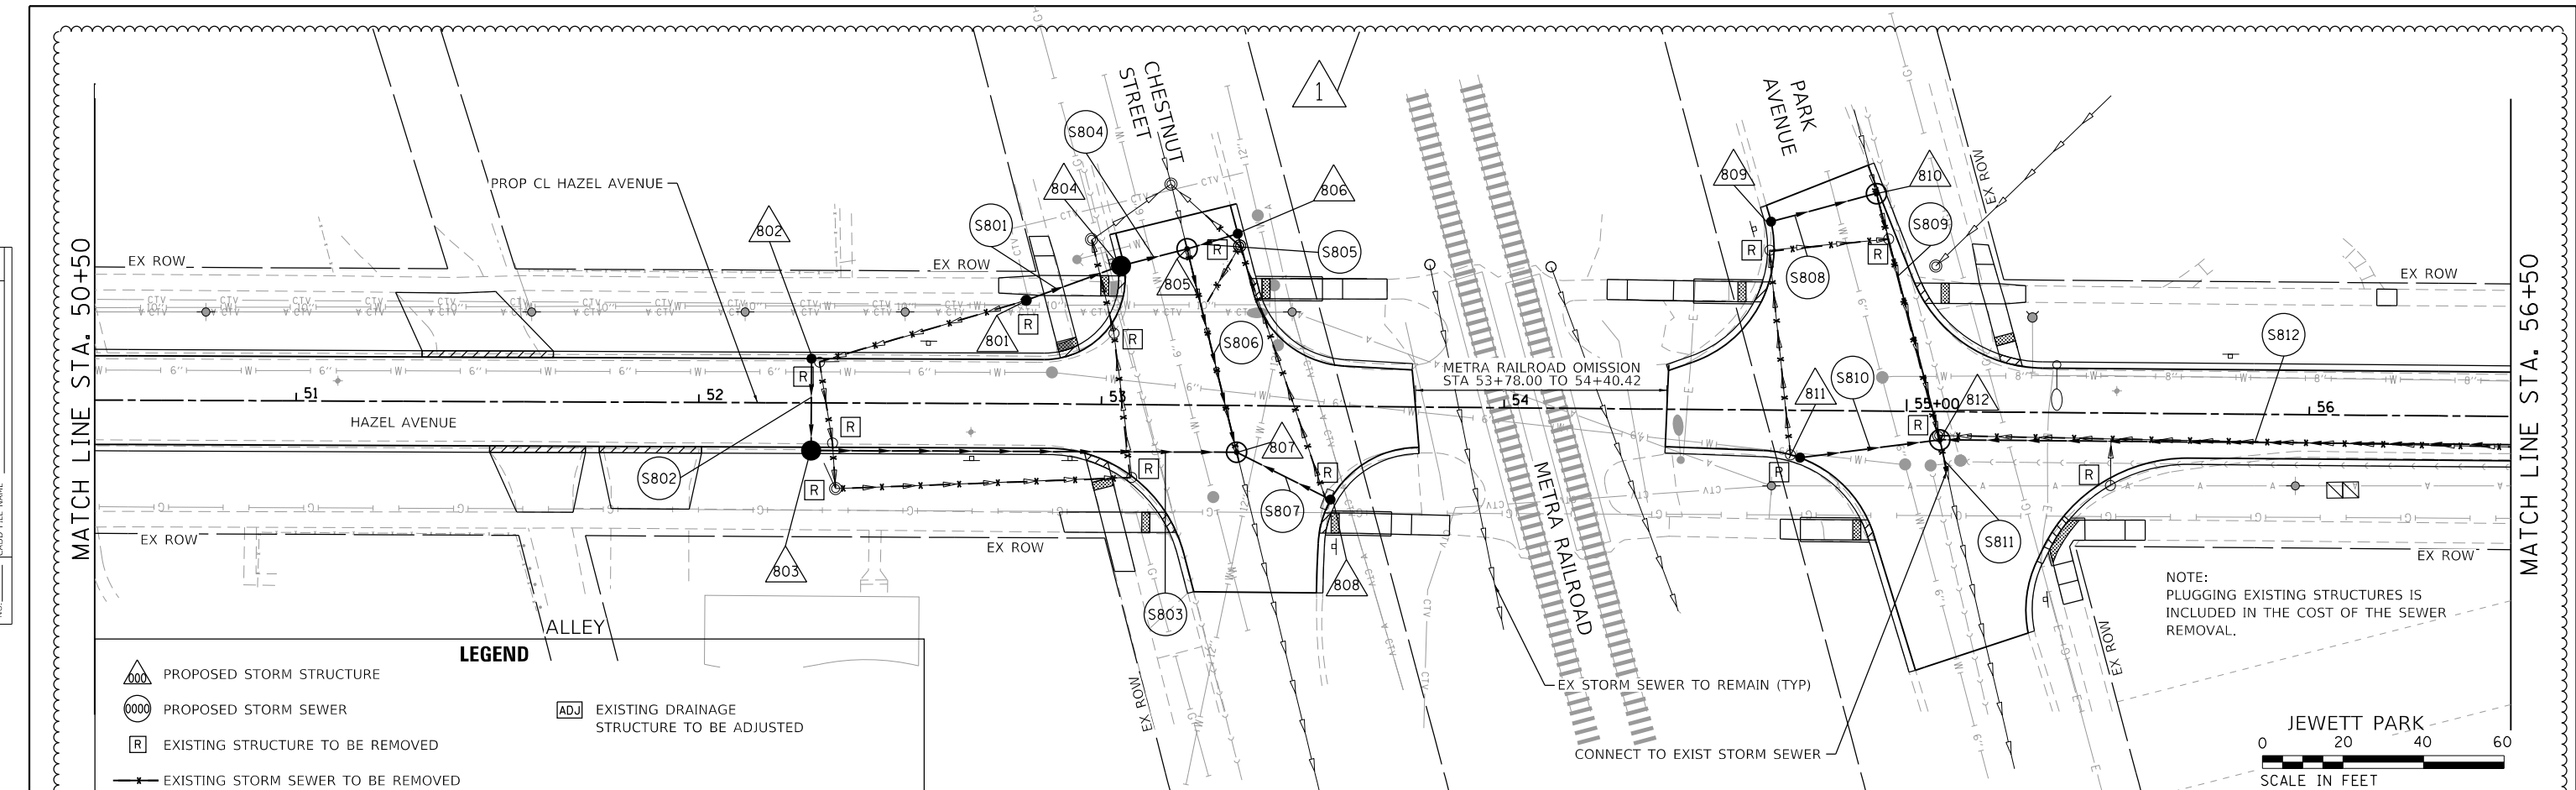 1
CHESTNUT
STREET
PARK
AVENUE
S804
804
806
809
810
PROP CL HAZEL AVENUE
802
S801
S805
S809
EX ROW
EX ROW
EX ROW
EX ROW
R
R
R
805
S808
R
801
R
S806
S812
MATCH LINE STA. 50+50
MATCH LINE STA. 56+50
METRA RAILROAD OMISSION
STA 53+78.00 TO 54+40.42
R
S810
811
812
51
52
53
54
55+00
56
HAZEL AVENUE
R
R
807
S802
R
R
R
R
R
S807
S811
EX ROW
EX ROW
EX ROW
803
808
S803
METRA RAILROAD
NOTE:
PLUGGING EXISTING STRUCTURES IS
INCLUDED IN THE COST OF THE SEWER
REMOVAL.
ALLEY
EX ROW
EX ROW
EX STORM SEWER TO REMAIN (TYP)
CONNECT TO EXIST STORM SEWER
JEWETT PARK
0 20 40 60
SCALE IN FEET
LEGEND
000 PROPOSED STORM STRUCTURE
0000 PROPOSED STORM SEWER
R EXISTING STRUCTURE TO BE REMOVED
EXISTING STORM SEWER TO BE REMOVED
ADJ EXISTING DRAINAGE
STRUCTURE TO BE ADJUSTED